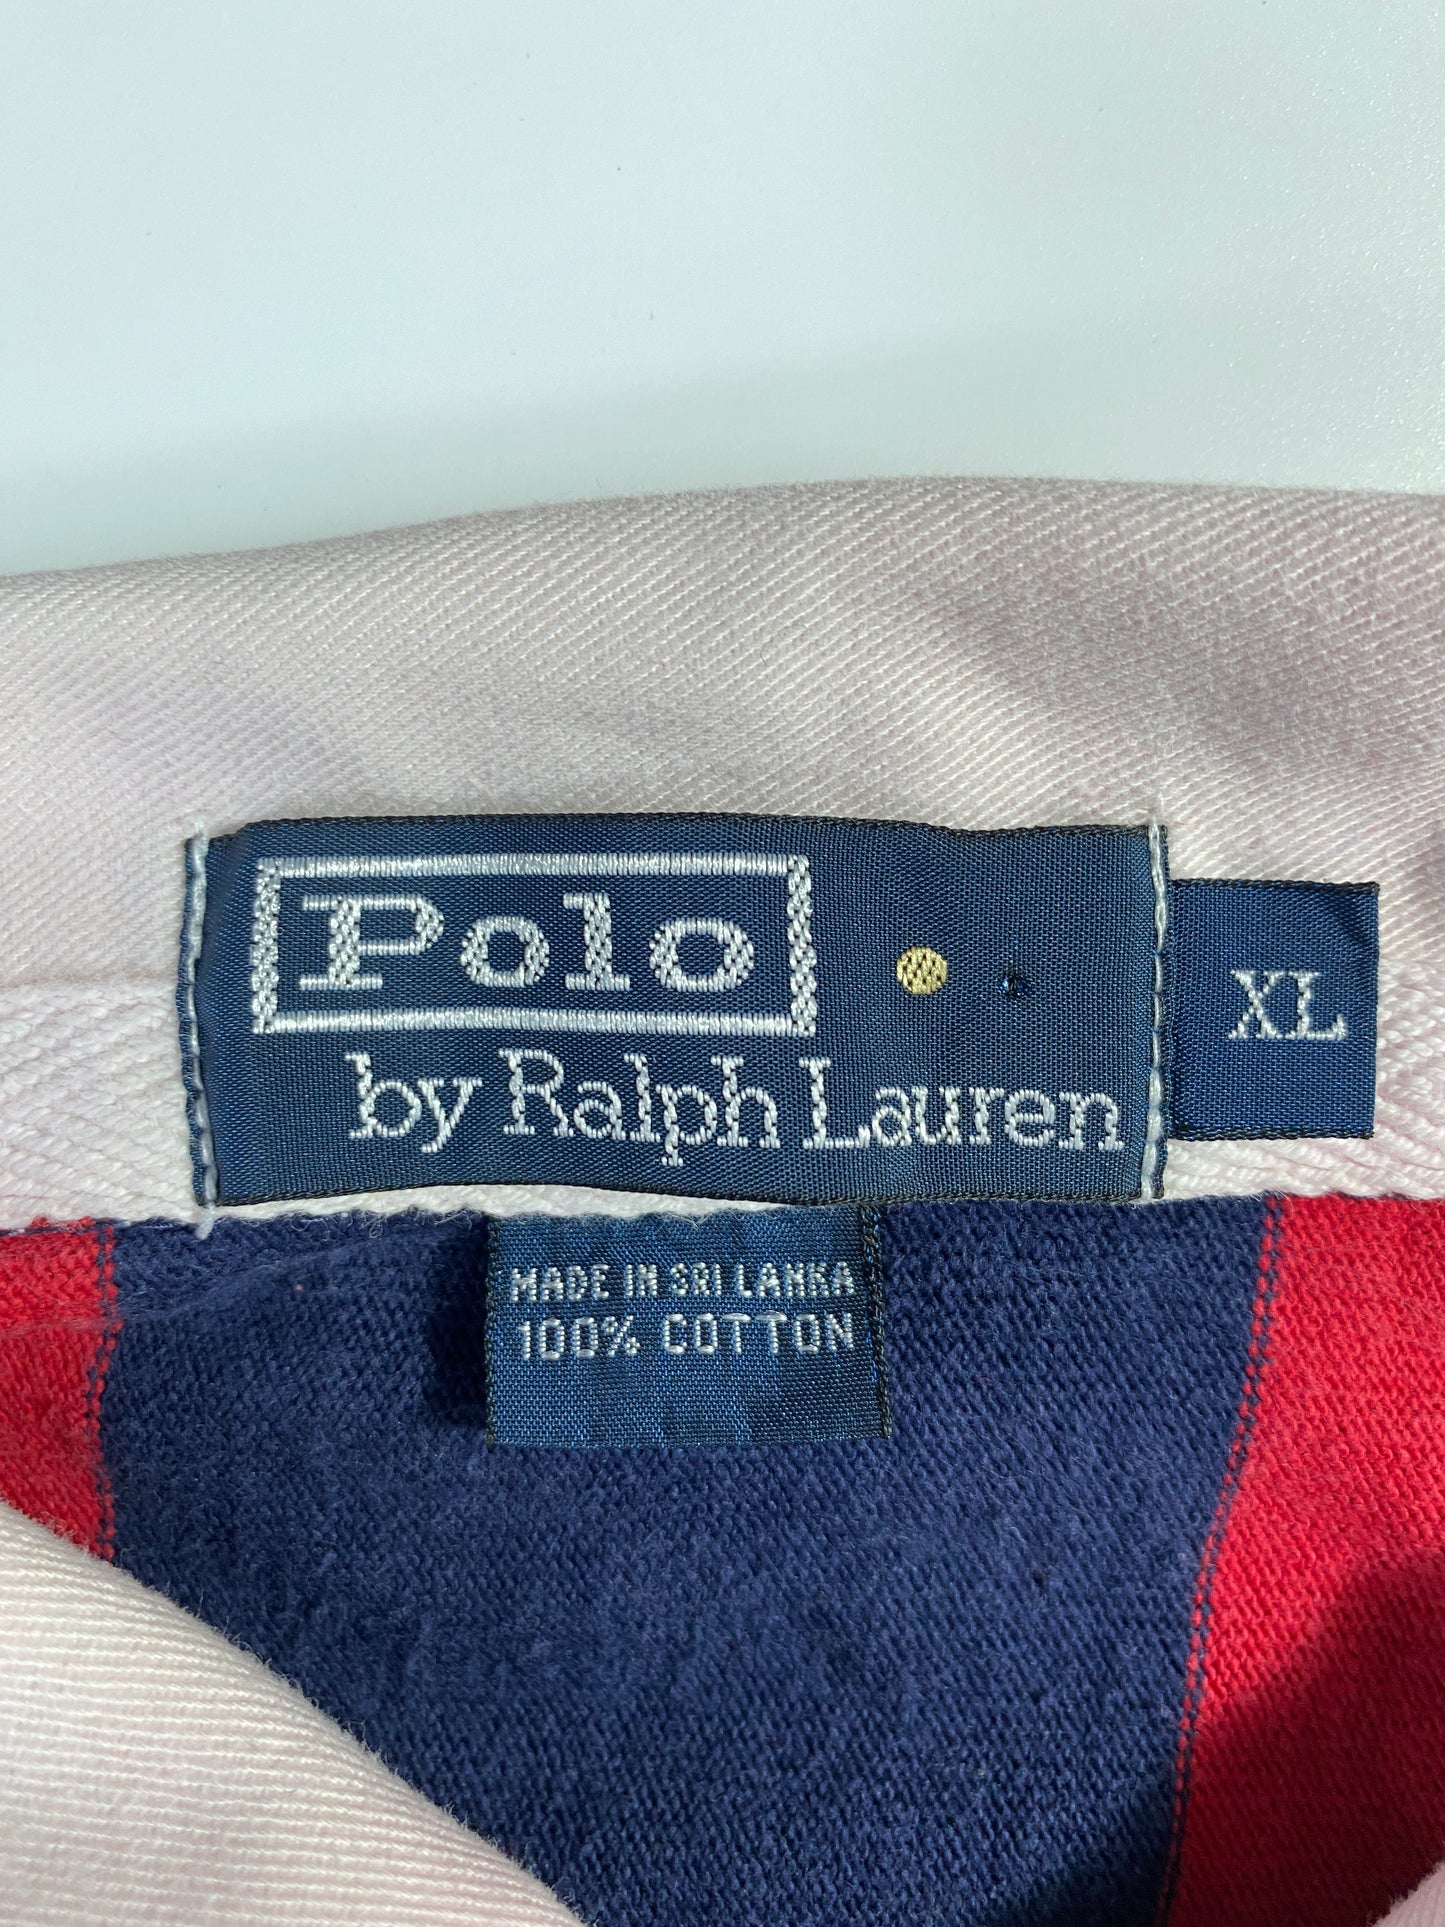 Polo
by Ralph Lauren
XL
MADE IN SRI LANKA
100% COTTON